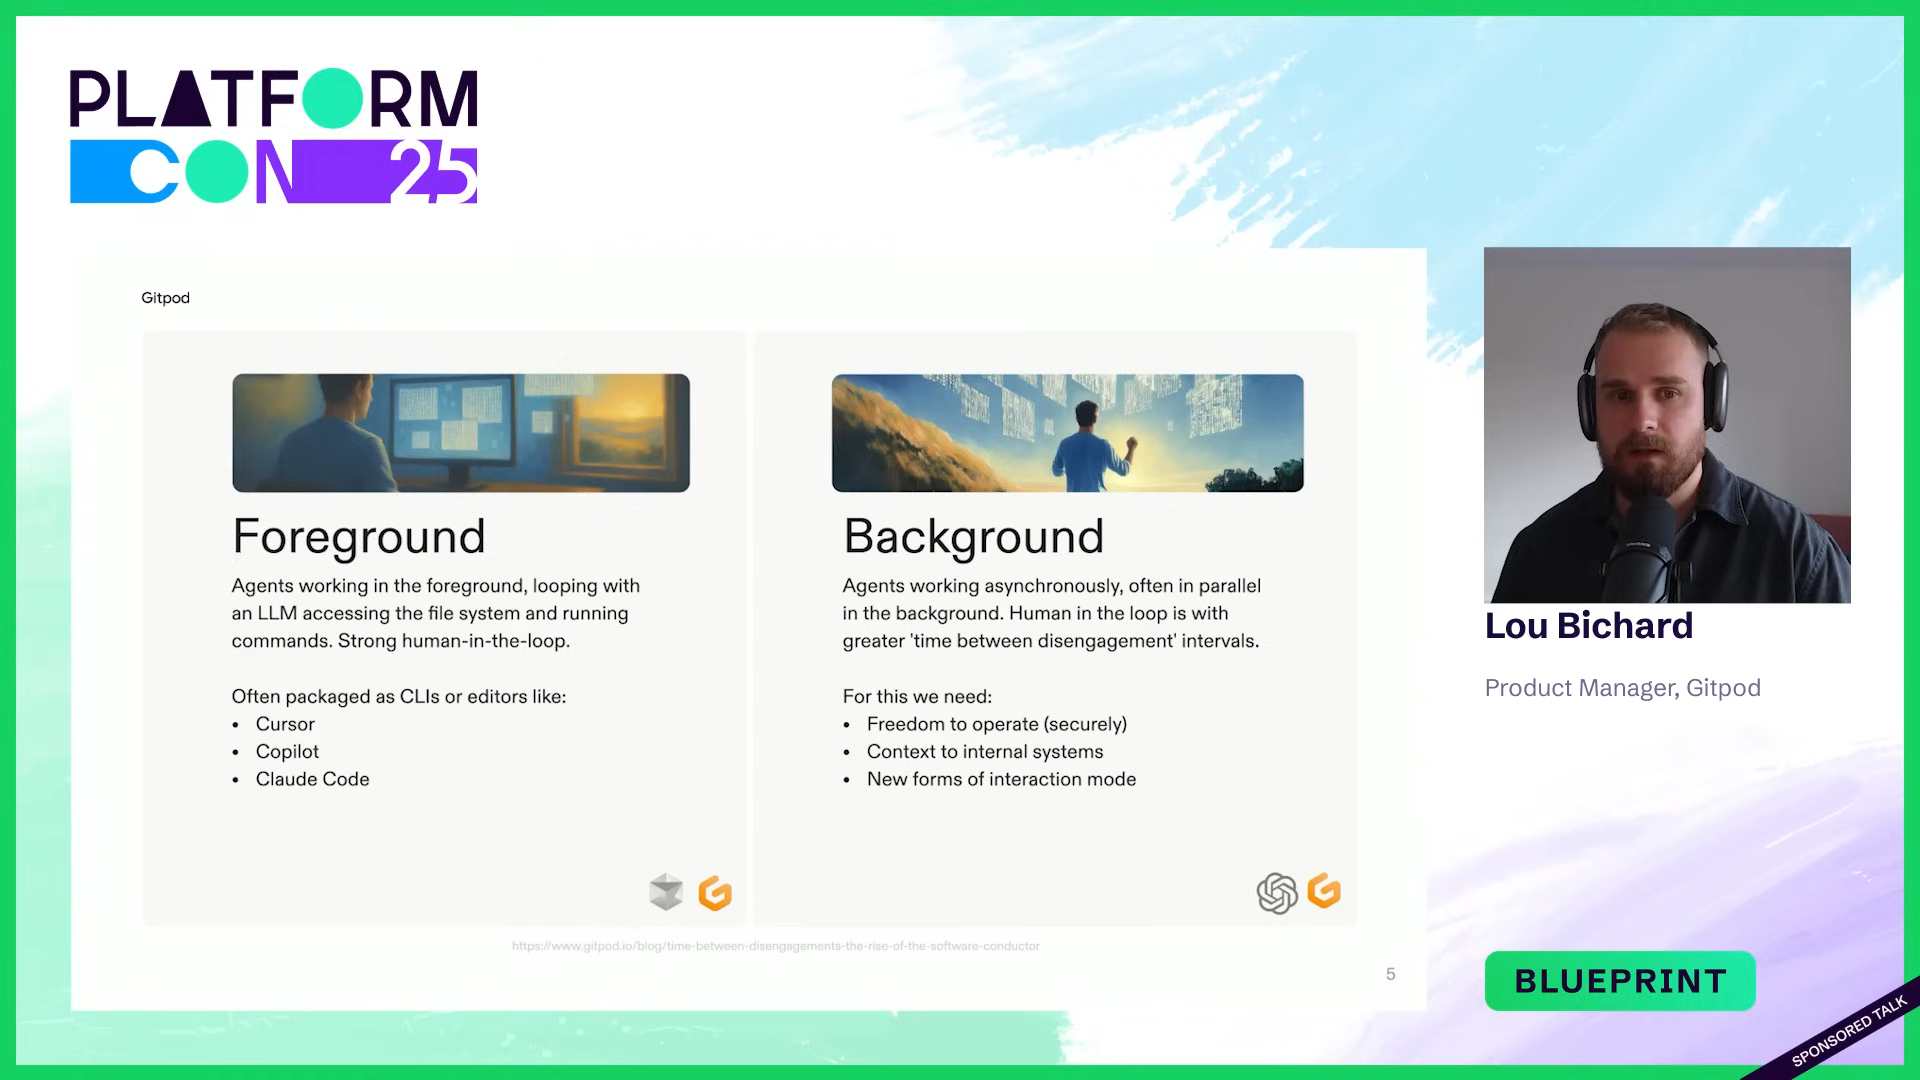 PLATFORM
CON 25
Gitpod
Foreground
Agents working in the foreground, looping with
an LLM accessing the file system and running
commands. Strong human-in-the-loop.
Often packaged as CLIs or editors like:
• Cursor
• Copilot
• Claude Code
Background
Agents working asynchronously, often in parallel
in the background. Human in the loop is with
greater 'time between disengagement' intervals.
For this we need:
• Freedom to operate (securely)
• Context to internal systems
• New forms of interaction mode
https://www.gitpod.io/blog/time-between-disengagements-the-rise-of-the-software-conductor
5
Lou Bichard
Product Manager, Gitpod
BLUEPRINT
SPONSORED TALK